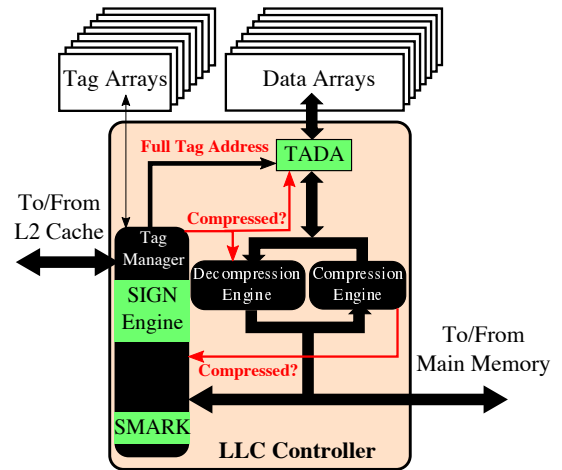 Tag Arrays
Data Arrays
Full Tag Address
TADA
To/From
L2 Cache
Compressed?
Tag
Manager
Decompression
Engine
Compression
Engine
SIGN
Engine
To/From
Main Memory
Compressed?
SMARK
LLC Controller